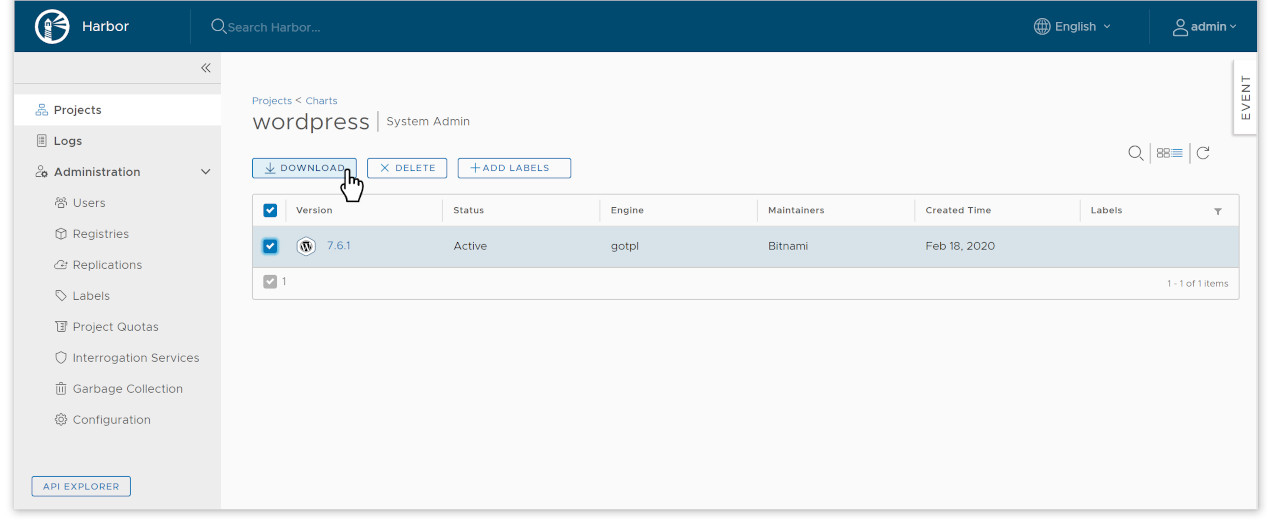 Harbor
Search Harbor...
English
admin
EVENT
Projects
Logs
Administration
Users
Registries
Replications
Labels
Project Quotas
Interrogation Services
Garbage Collection
Configuration
API EXPLORER
Projects < Charts
wordpress | System Admin
DOWNLOAD DELETE ADD LABELS
Version Status Engine Maintainers Created Time Labels
7.6.1 Active gotpl Bitnami Feb 18, 2020
1 1 - 1 of 1 items